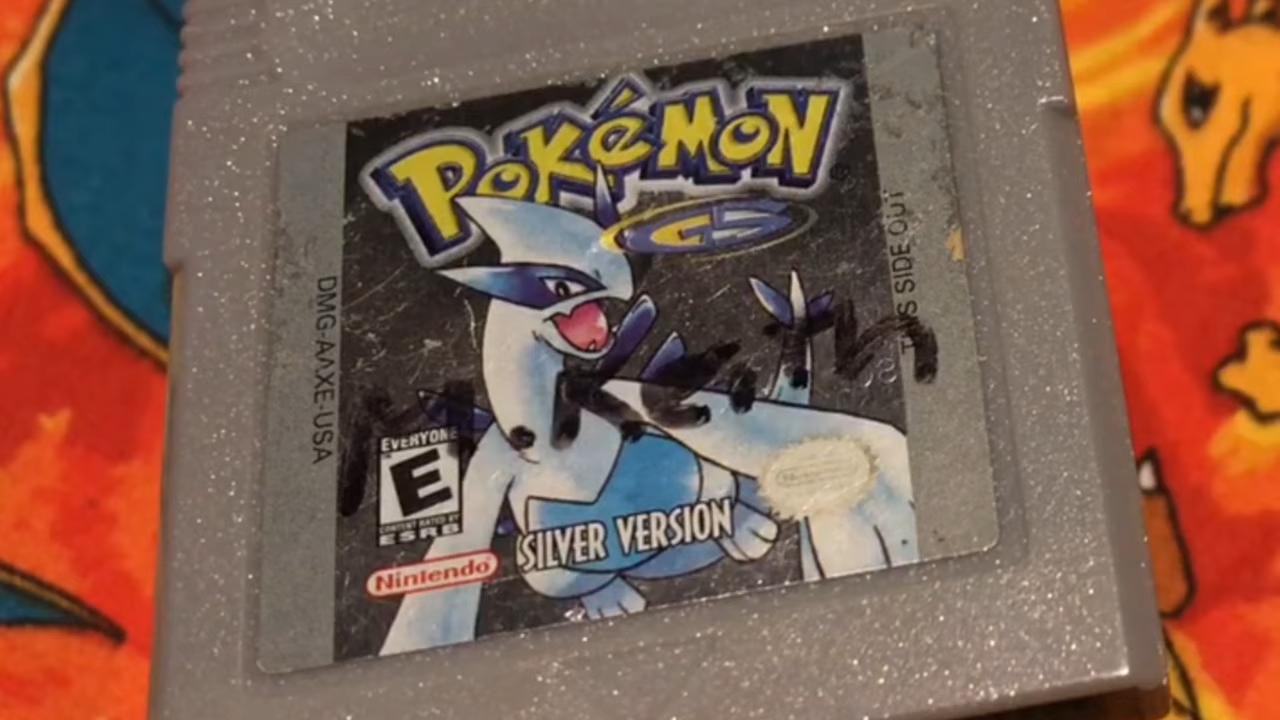 POKéMON
GS
DMG-AAXE-USA
THIS SIDE OUT
EVERYONE
E
CONTENT RATED BY
ESRB
SILVER VERSION
Nintendo